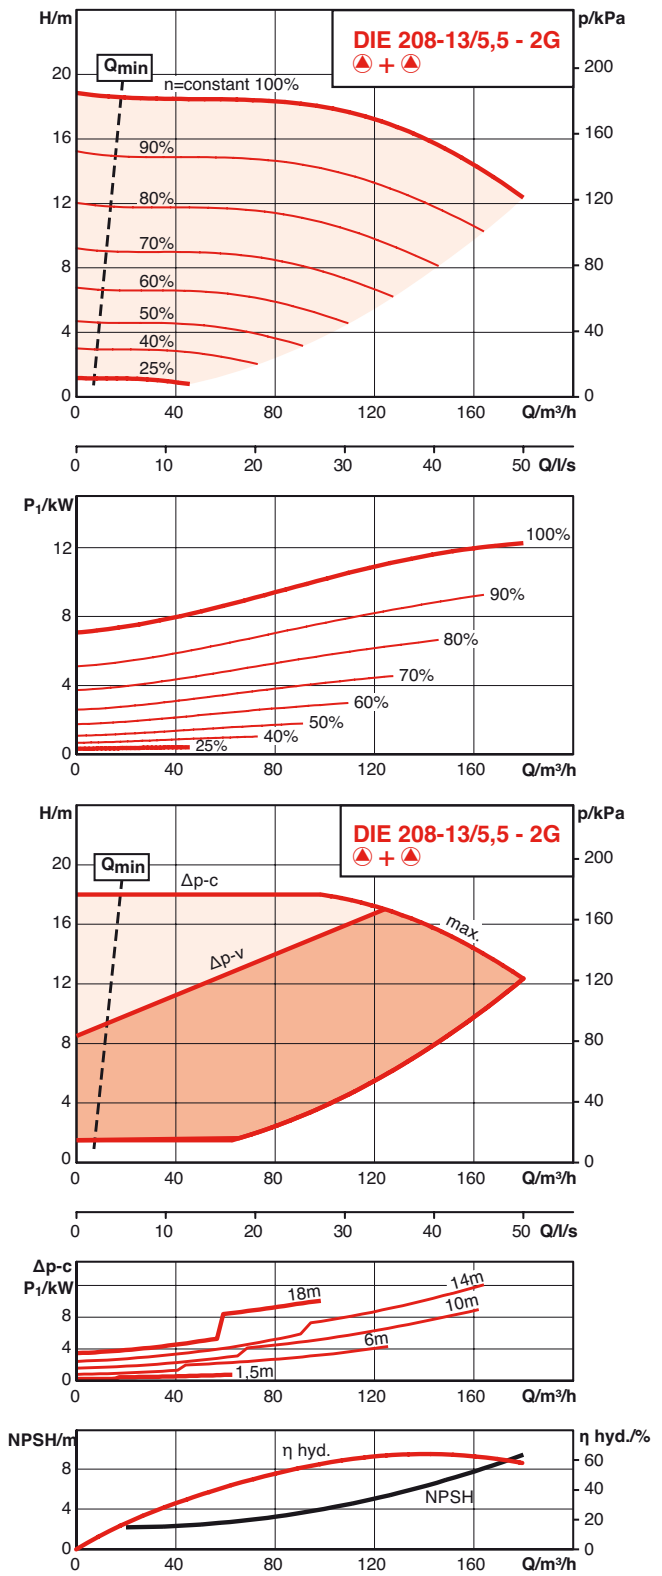 H/m
p/kPa
DIE 208-13/5,5 - 2G
+
Qmin
n=constant 100%
90%
80%
70%
60%
50%
40%
25%
20
16
12
8
4
0
200
160
120
80
40
0
0 40 80 120 160 Q/m³/h
0 10 20 30 40 50 Q/l/s
P₁/kW
12
8
4
0
100%
90%
80%
70%
60%
50%
40%
25%
0 40 80 120 160 Q/m³/h
H/m
p/kPa
DIE 208-13/5,5 - 2G
+
Qmin
Δp-c
Δp-v
max.
20
16
12
8
4
0
200
160
120
80
40
0
0 40 80 120 160 Q/m³/h
0 10 20 30 40 50 Q/l/s
Δp-c
P₁/kW
8
4
0
18m
14m
10m
6m
1,5m
0 40 80 120 160 Q/m³/h
NPSH/m
η hyd./%
η hyd.
NPSH
8
4
0
60
40
20
0
0 40 80 120 160 Q/m³/h